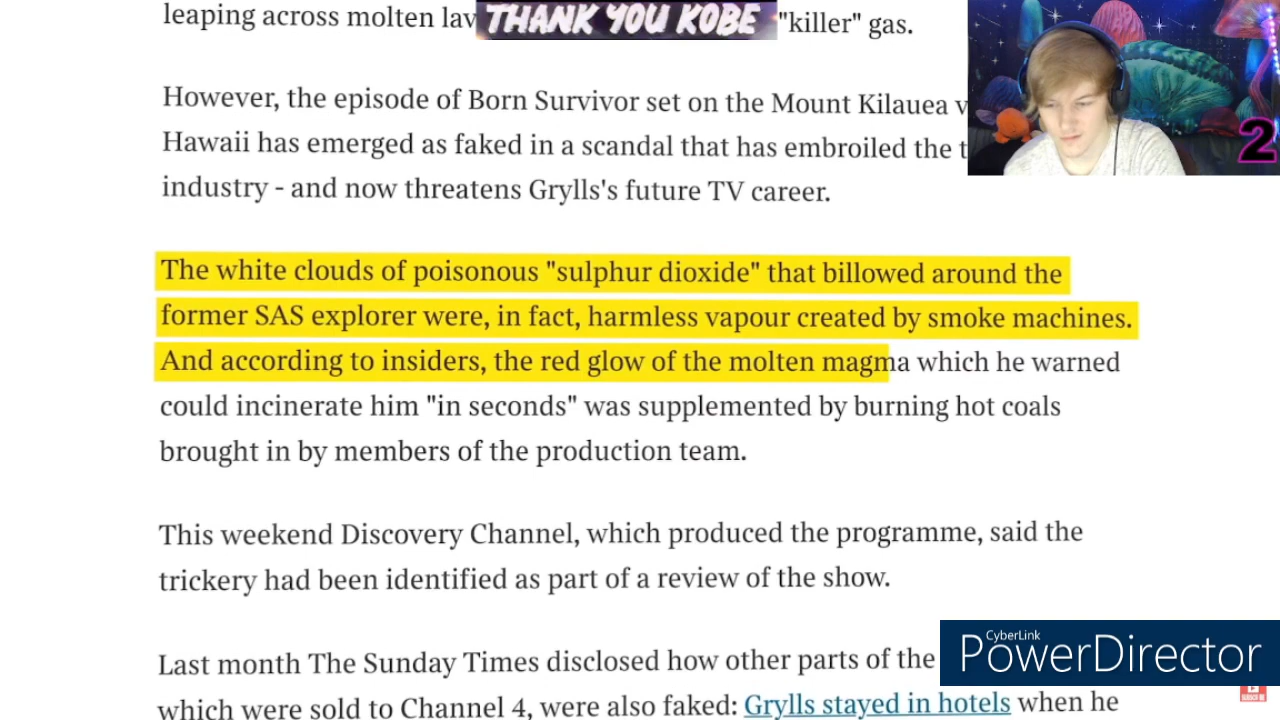 leaping across molten lav THANK YOU KOBE "killer" gas.
However, the episode of Born Survivor set on the Mount Kilauea v
Hawaii has emerged as faked in a scandal that has embroiled the t
industry - and now threatens Grylls's future TV career.
2
The white clouds of poisonous "sulphur dioxide" that billowed around the
former SAS explorer were, in fact, harmless vapour created by smoke machines.
And according to insiders, the red glow of the molten magma which he warned
could incinerate him "in seconds" was supplemented by burning hot coals
brought in by members of the production team.
This weekend Discovery Channel, which produced the programme, said the
trickery had been identified as part of a review of the show.
Last month The Sunday Times disclosed how other parts of the
which were sold to Channel 4, were also faked: Grylls stayed in hotels when he
CyberLink
PowerDirector